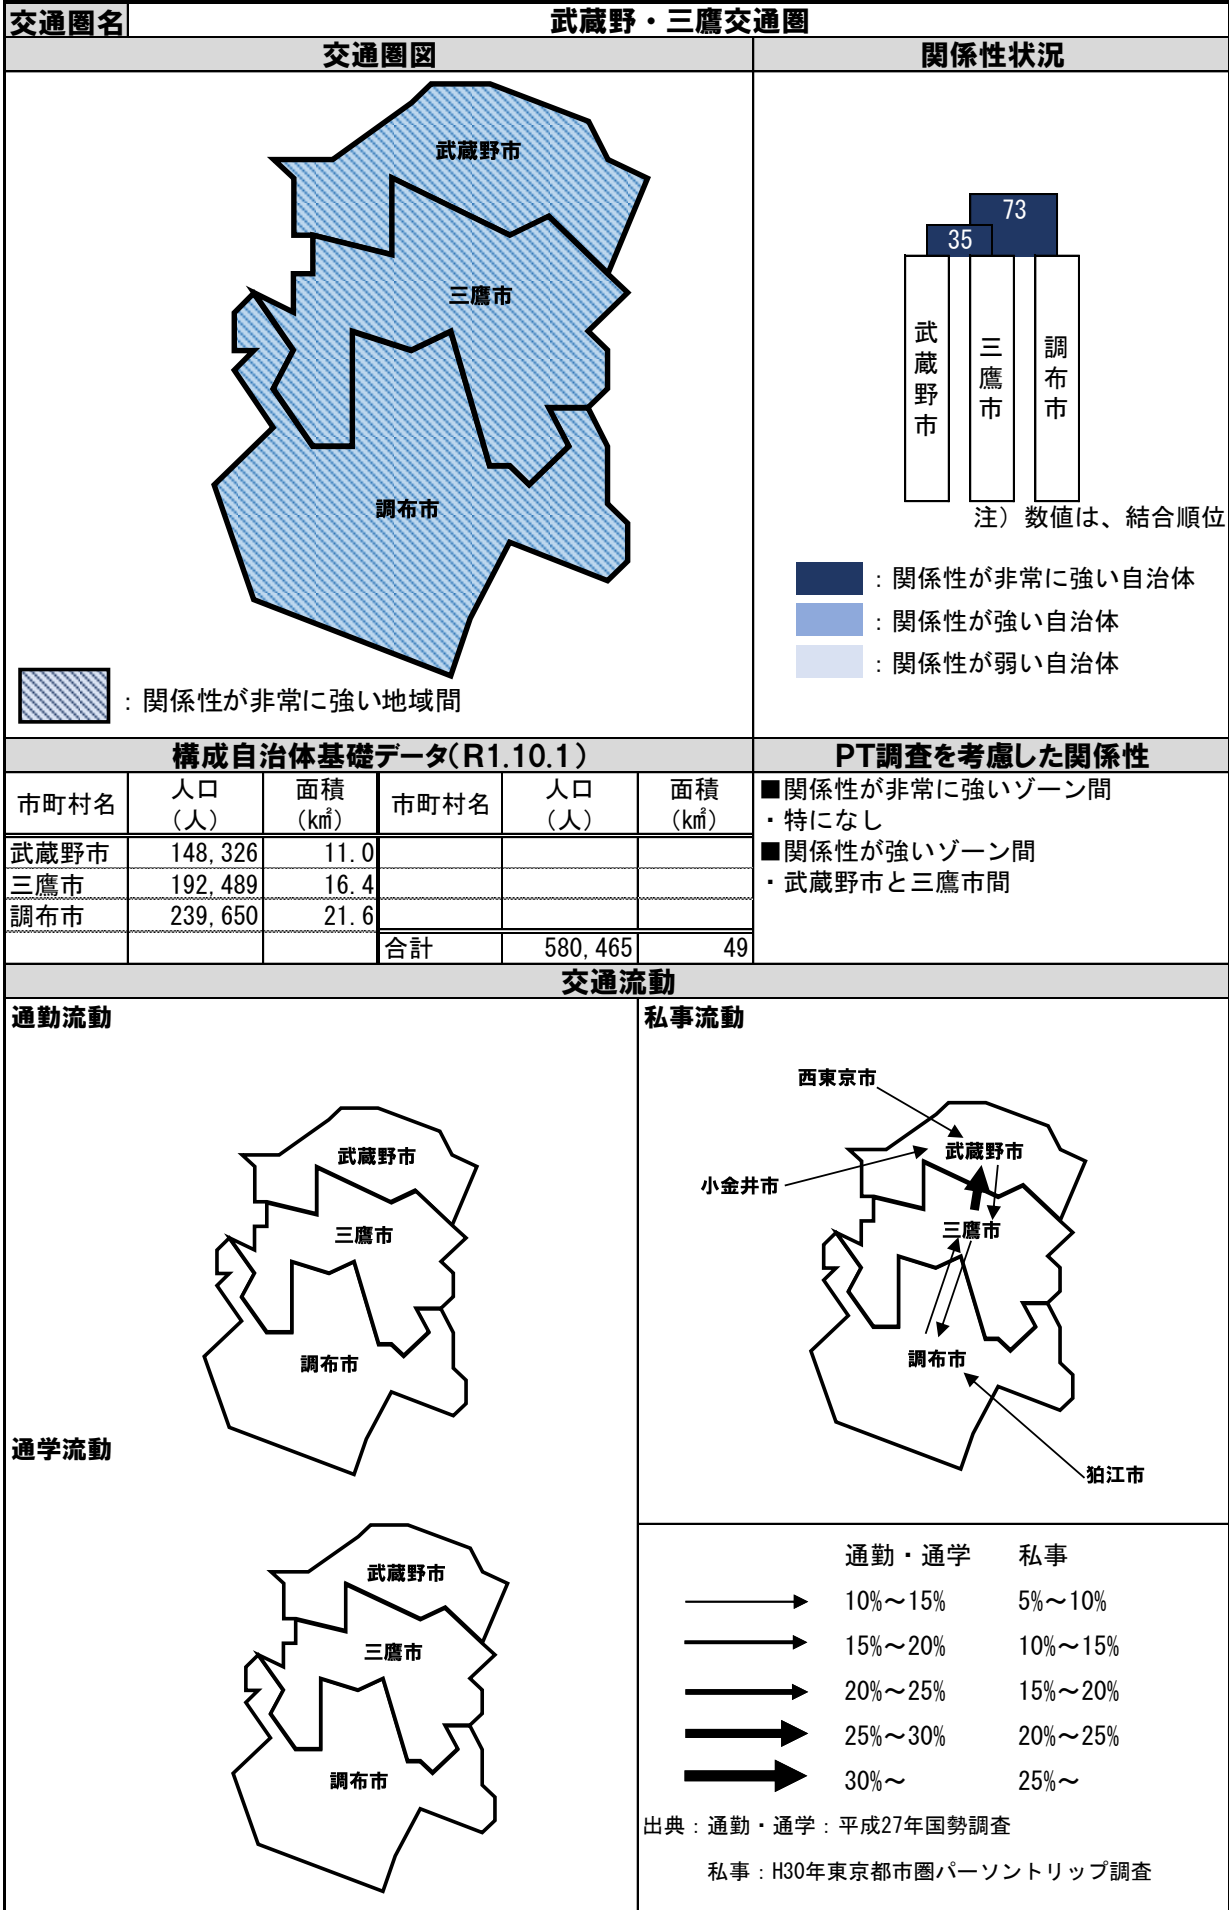 交通圏名
武蔵野・三鷹交通圏
交通圏図
関係性状況
武蔵野市
三鷹市
調布市
：関係性が非常に強い地域間
73
35
武蔵野市
三鷹市
調布市
注）数値は、結合順位
：関係性が非常に強い自治体
：関係性が強い自治体
：関係性が弱い自治体
構成自治体基礎データ(R1.10.1)
市町村名 人口（人） 面積（k㎡） 市町村名 人口（人） 面積（k㎡）
武蔵野市 148,326 11.0
三鷹市 192,489 16.4
調布市 239,650 21.6
合計 580,465 49
PT調査を考慮した関係性
■関係性が非常に強いゾーン間
・特になし
■関係性が強いゾーン間
・武蔵野市と三鷹市間
交通流動
通勤流動
武蔵野市
三鷹市
調布市
通学流動
武蔵野市
三鷹市
調布市
私事流動
西東京市
武蔵野市
小金井市
三鷹市
調布市
狛江市
通勤・通学 私事
10%～15% 5%～10%
15%～20% 10%～15%
20%～25% 15%～20%
25%～30% 20%～25%
30%～ 25%～
出典：通勤・通学：平成27年国勢調査
私事：H30年東京都市圏パーソントリップ調査